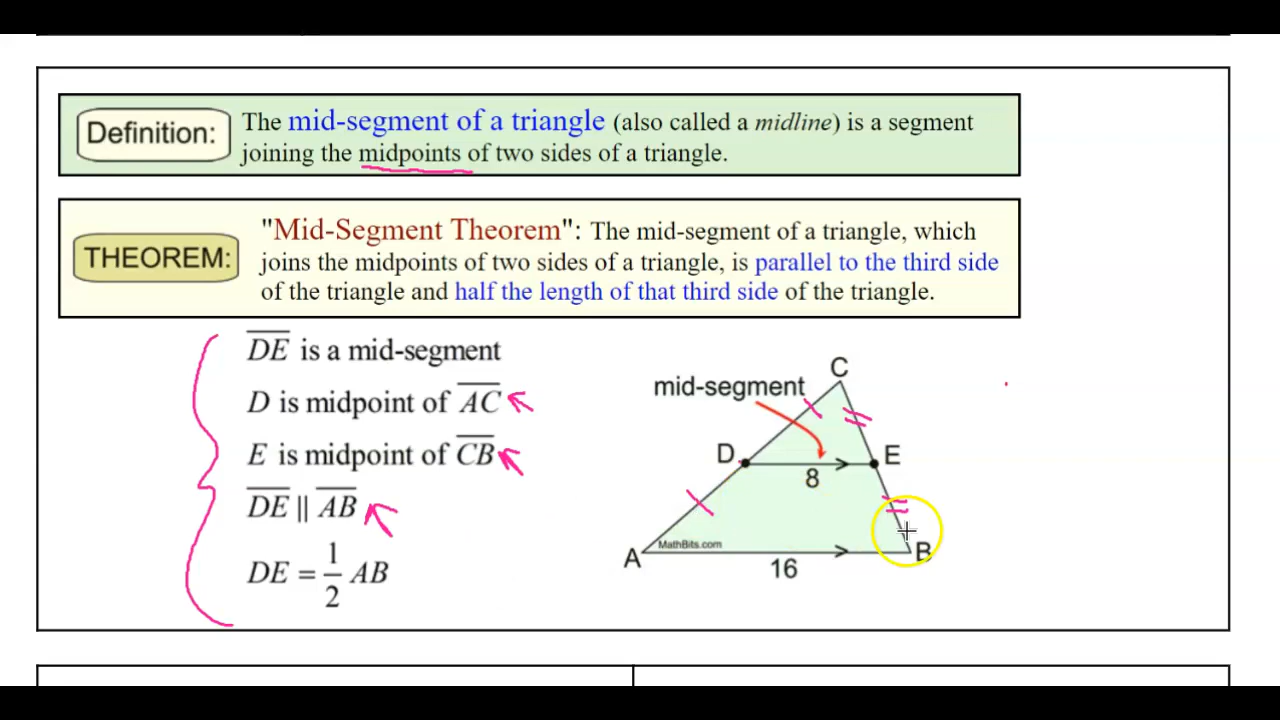 Definition: The mid-segment of a triangle (also called a midline) is a segment
joining the midpoints of two sides of a triangle.
THEOREM: "Mid-Segment Theorem": The mid-segment of a triangle, which
joins the midpoints of two sides of a triangle, is parallel to the third side
of the triangle and half the length of that third side of the triangle.
DE is a mid-segment
D is midpoint of AC
E is midpoint of CB
DE || AB
DE = 1/2 AB
C
mid-segment
D
E
8
MathBits.com
A
B
16